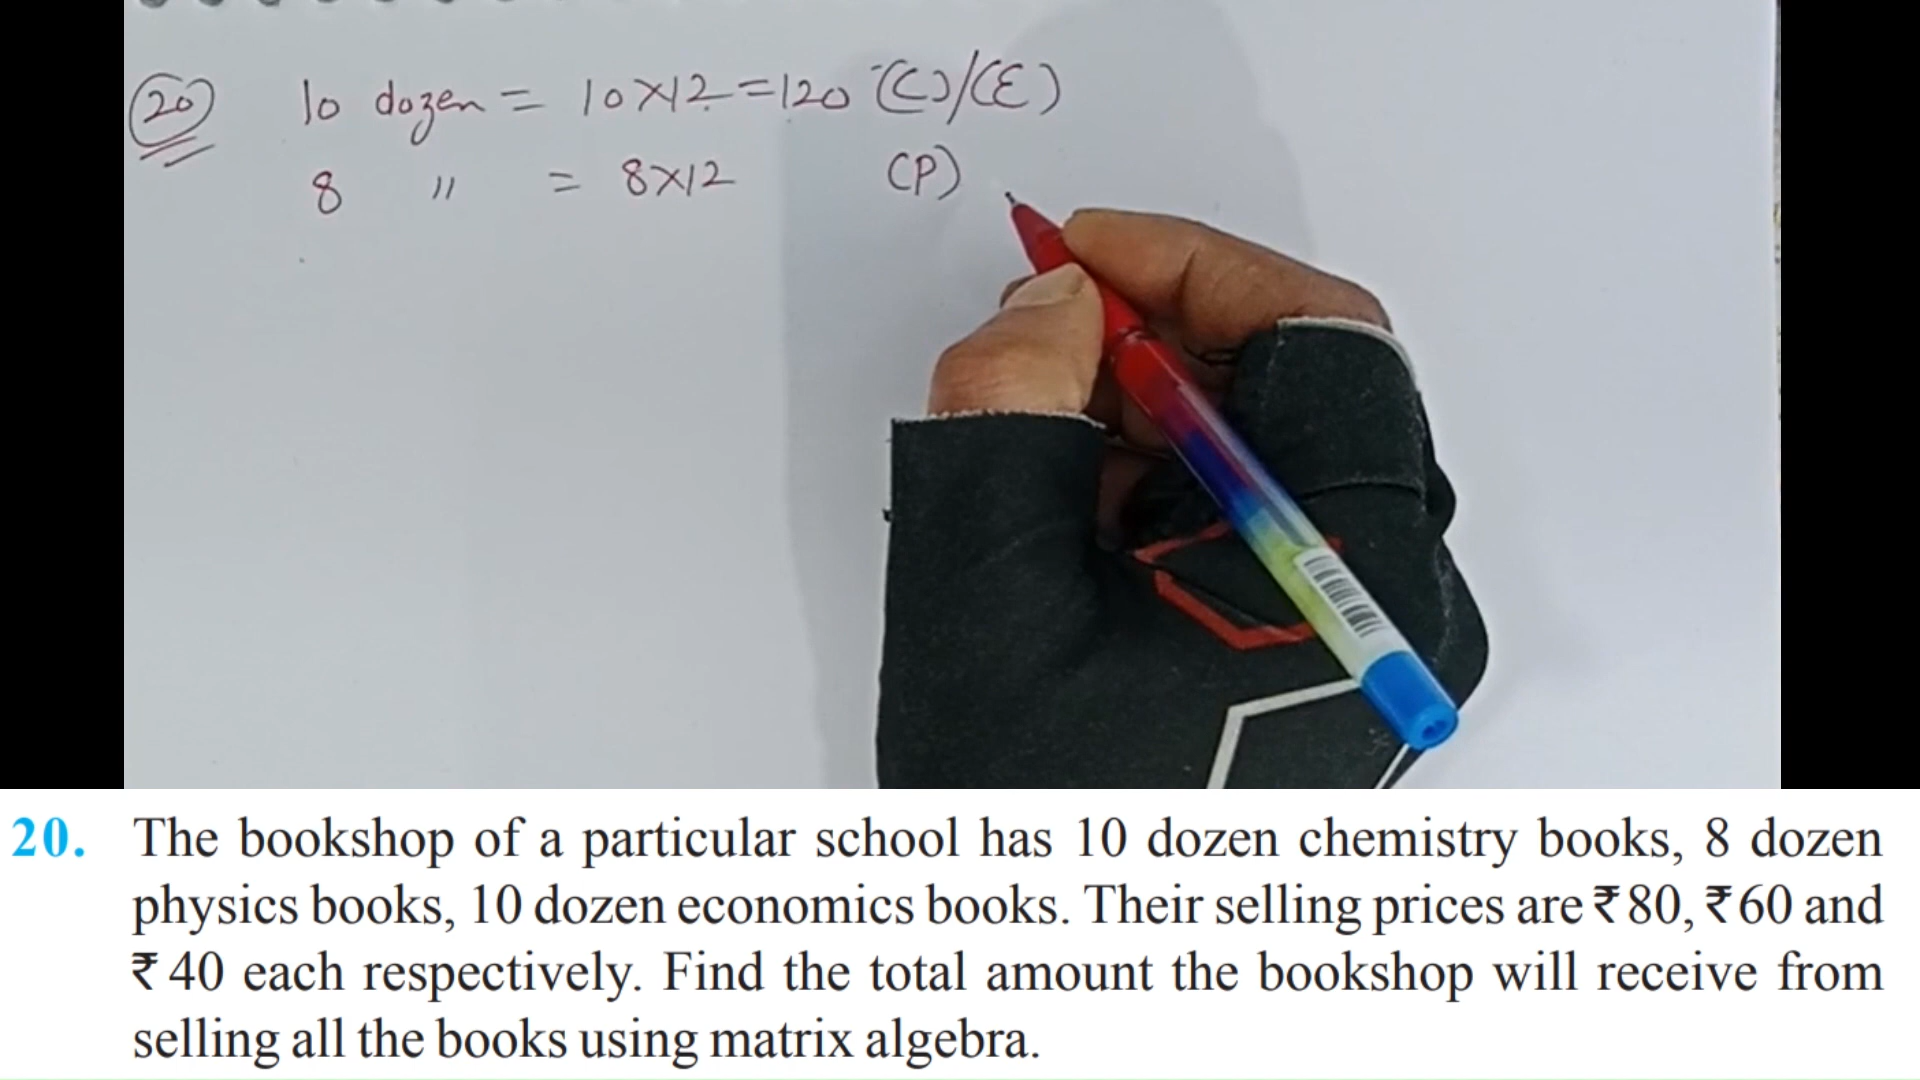 20 10 dozen = 10×12 = 120 (C)/(E)
8 " = 8×12 (P)
20. The bookshop of a particular school has 10 dozen chemistry books, 8 dozen
physics books, 10 dozen economics books. Their selling prices are ₹ 80, ₹ 60 and
₹ 40 each respectively. Find the total amount the bookshop will receive from
selling all the books using matrix algebra.